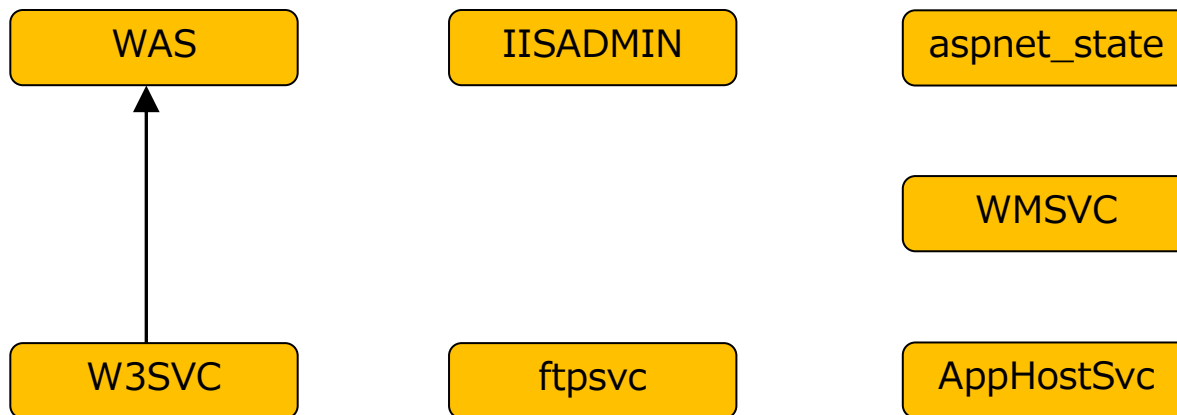 WAS
IISADMIN
aspnet_state
WMSVC
W3SVC
ftpsvc
AppHostSvc